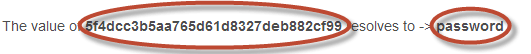 The value of 5f4dcc3b5aa765d61d8327deb882cf99 resolves to -> password